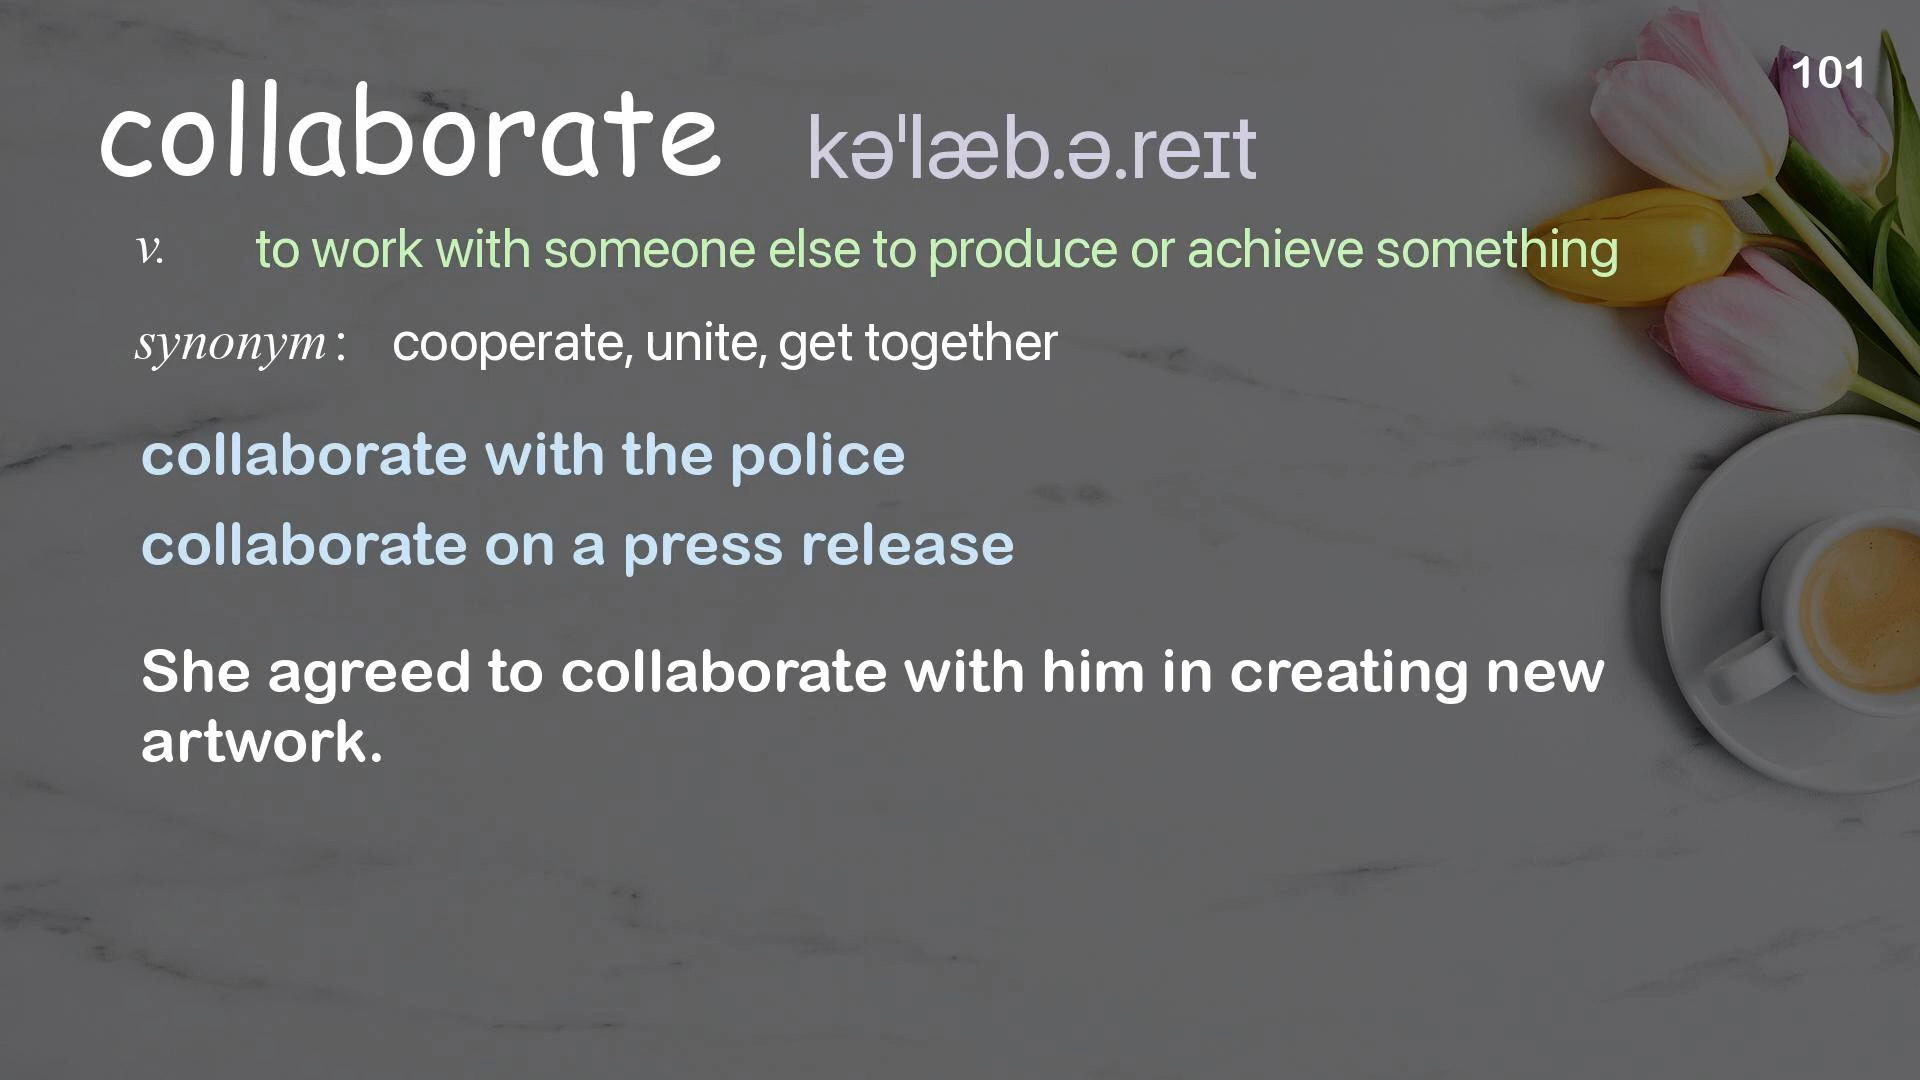 101
collaborate kə'læb.ə.reɪt
v. to work with someone else to produce or achieve something
synonym: cooperate, unite, get together
collaborate with the police
collaborate on a press release
She agreed to collaborate with him in creating new
artwork.